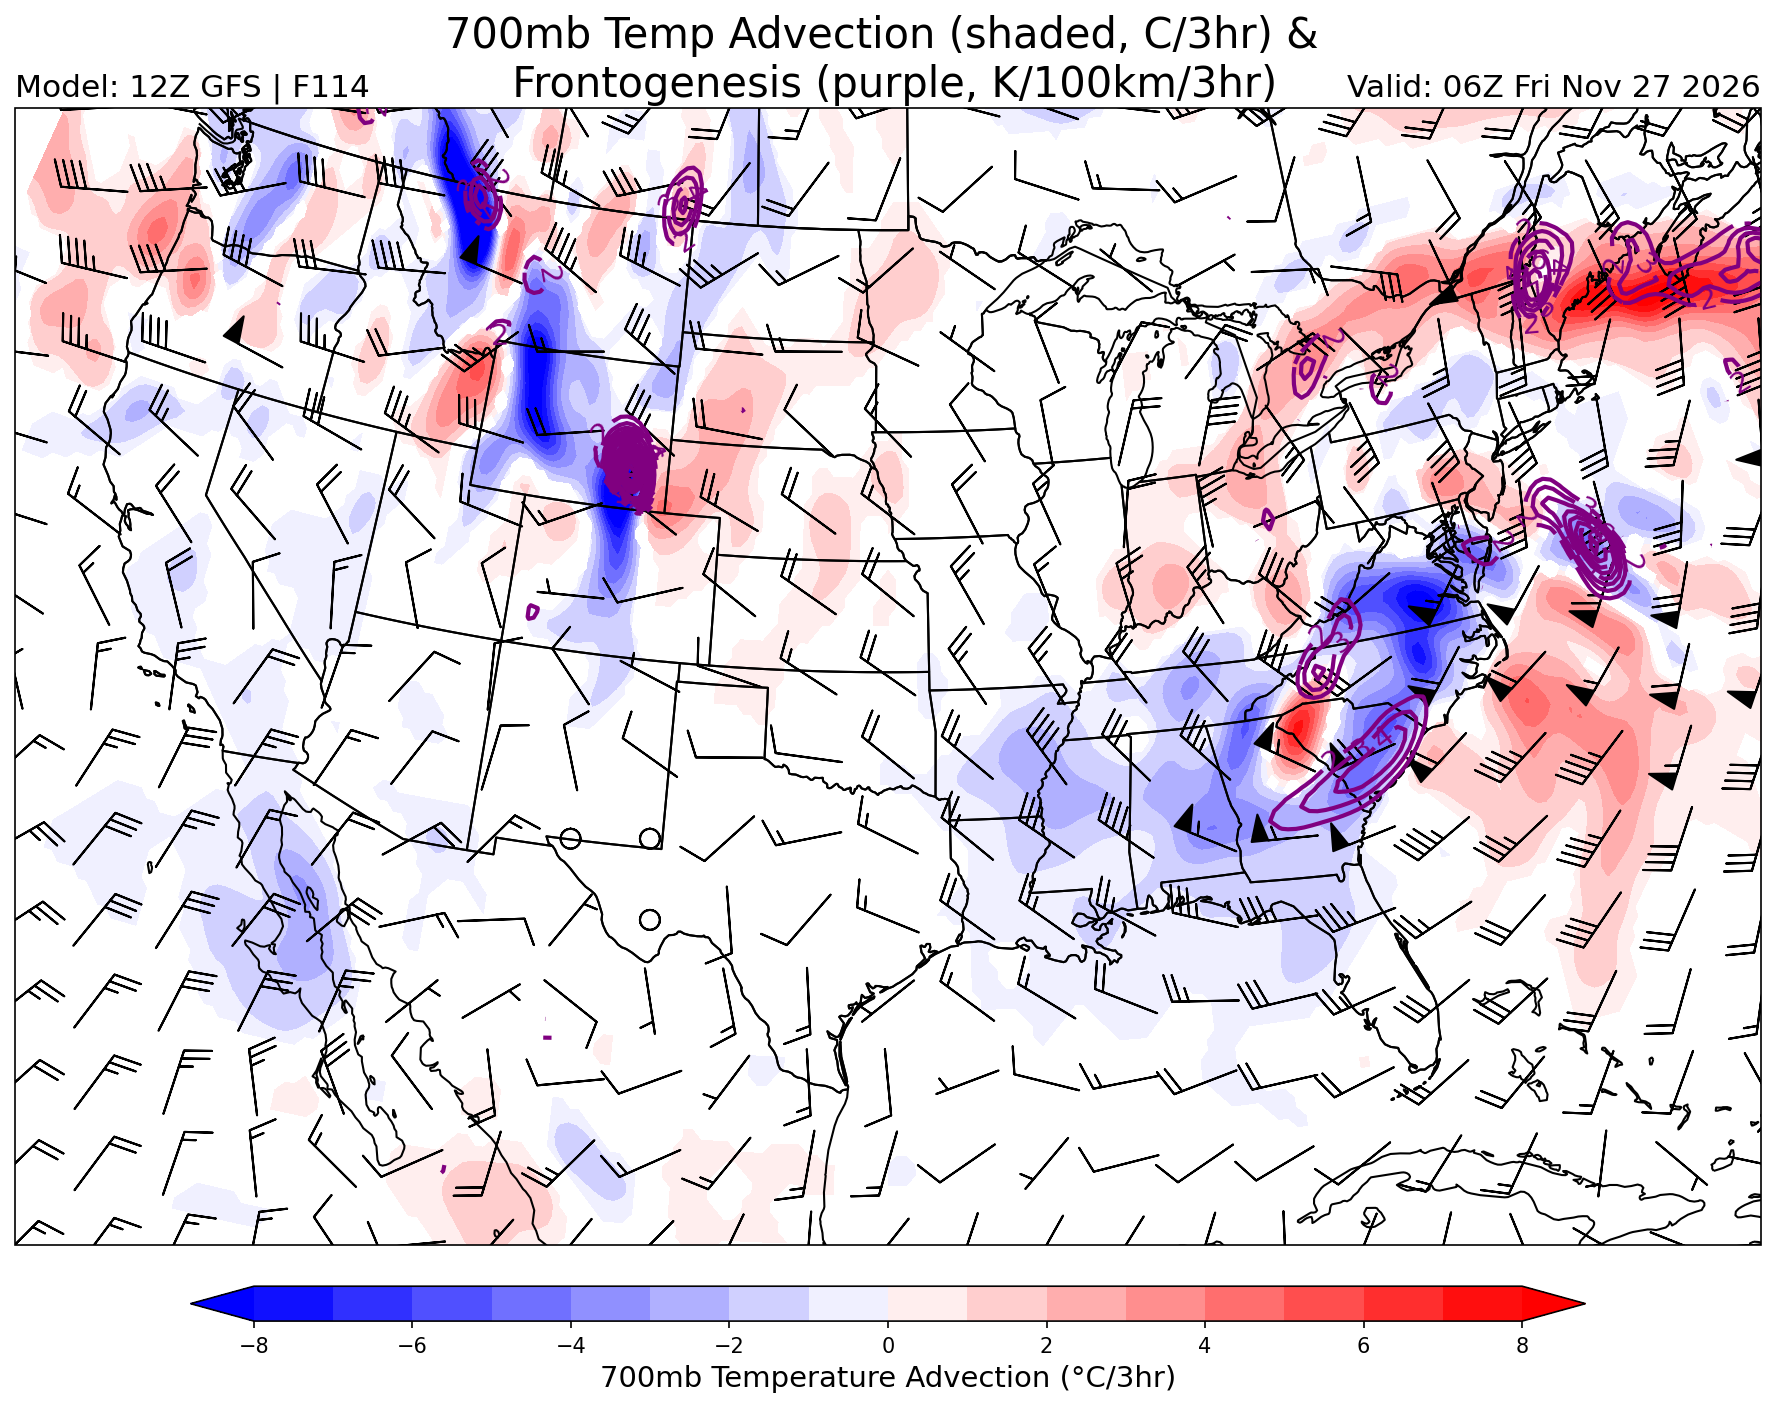 700mb Temp Advection (shaded, C/3hr) &
Frontogenesis (purple, K/100km/3hr)
Model: 12Z GFS | F114
Valid: 06Z Fri Nov 27 2026
−8 −6 −4 −2 0 2 4 6 8
700mb Temperature Advection (°C/3hr)